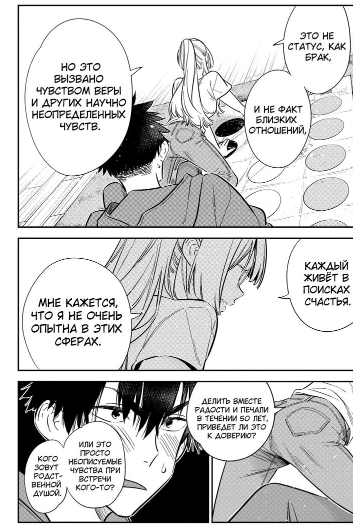 ЭТО НЕ
СТАТУС, КАК
БРАК,
И НЕ ФАКТ
БЛИЗКИХ
ОТНОШЕНИЙ,
НО ЭТО
ВЫЗВАНО
ЧУВСТВОМ ВЕРЫ
И ДРУГИХ НАУЧНО
НЕОПРЕДЕЛЕННЫХ
ЧУВСТВ.
КАЖДЫЙ
ЖИВЁТ В
ПОИСКАХ
СЧАСТЬЯ.
МНЕ КАЖЕТСЯ,
ЧТО Я НЕ ОЧЕНЬ
ОПЫТНА В ЭТИХ
СФЕРАХ.
ДЕЛИТЬ ВМЕСТЕ
РАДОСТИ И ПЕЧАЛИ
В ТЕЧЕНИИ 50 ЛЕТ,
ПРИВЕДЕТ ЛИ ЭТО
К ДОВЕРИЮ?
ИЛИ ЭТО
ПРОСТО
НЕОПИСУЕМЫЕ
ЧУВСТВА ПРИ
ВСТРЕЧИ
КОГО-ТО?
КОГО
ЗОВУТ
РОДСТ-
ВЕННОЙ
ДУШОЙ.